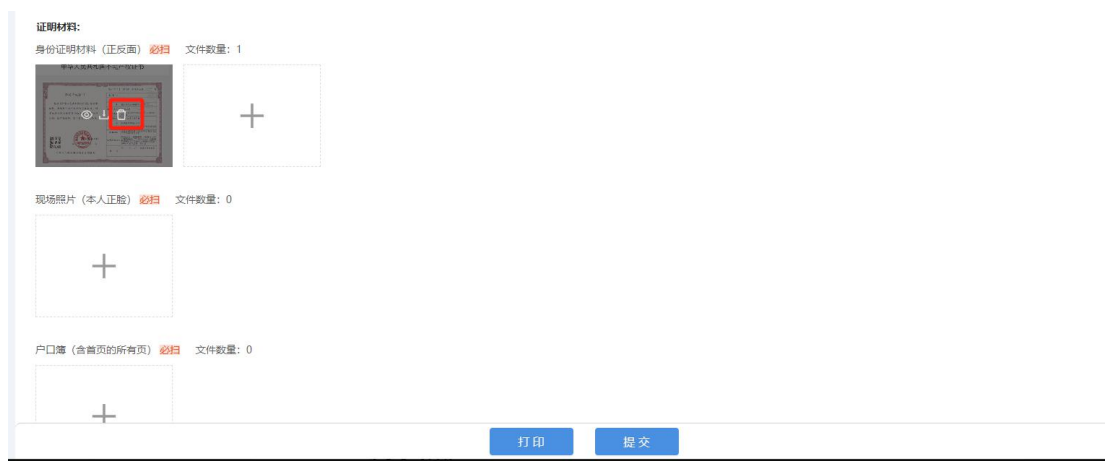 证明材料:
身份证明材料（正反面） 必扫 文件数量: 1
现场照片（本人正脸） 必扫 文件数量: 0
户口簿（含首页的所有页） 必扫 文件数量: 0
打印 提交